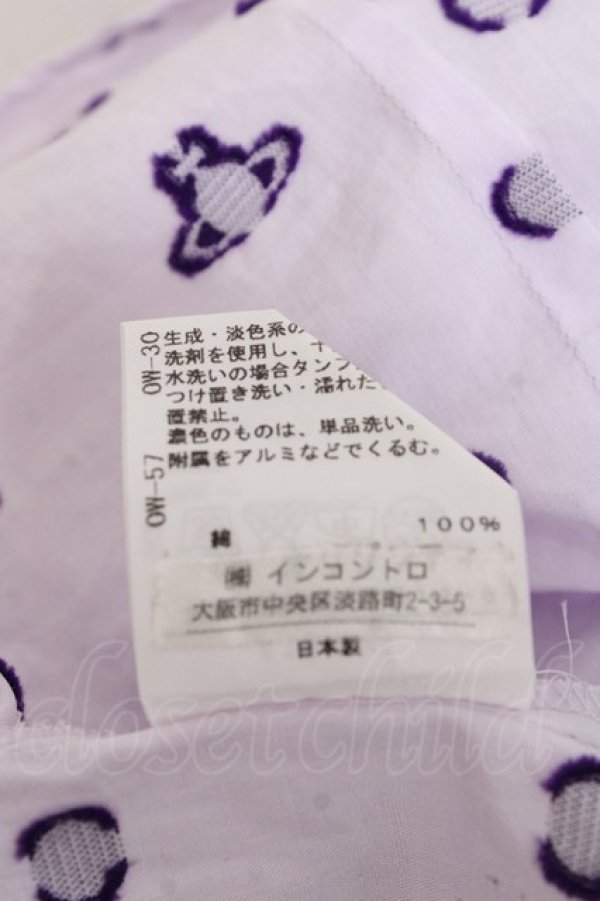 OW-30
生成・淡色系の
洗剤を使用し、
水洗いの場合タンブ
つけ置き洗い・濡れた
置禁止。
濃色のものは、単品洗い。
OW-57
附属をアルミなどでくるむ。
綿 100%
㈱ インコントロ
大阪市中央区淡路町2-3-5
日本製
closet child